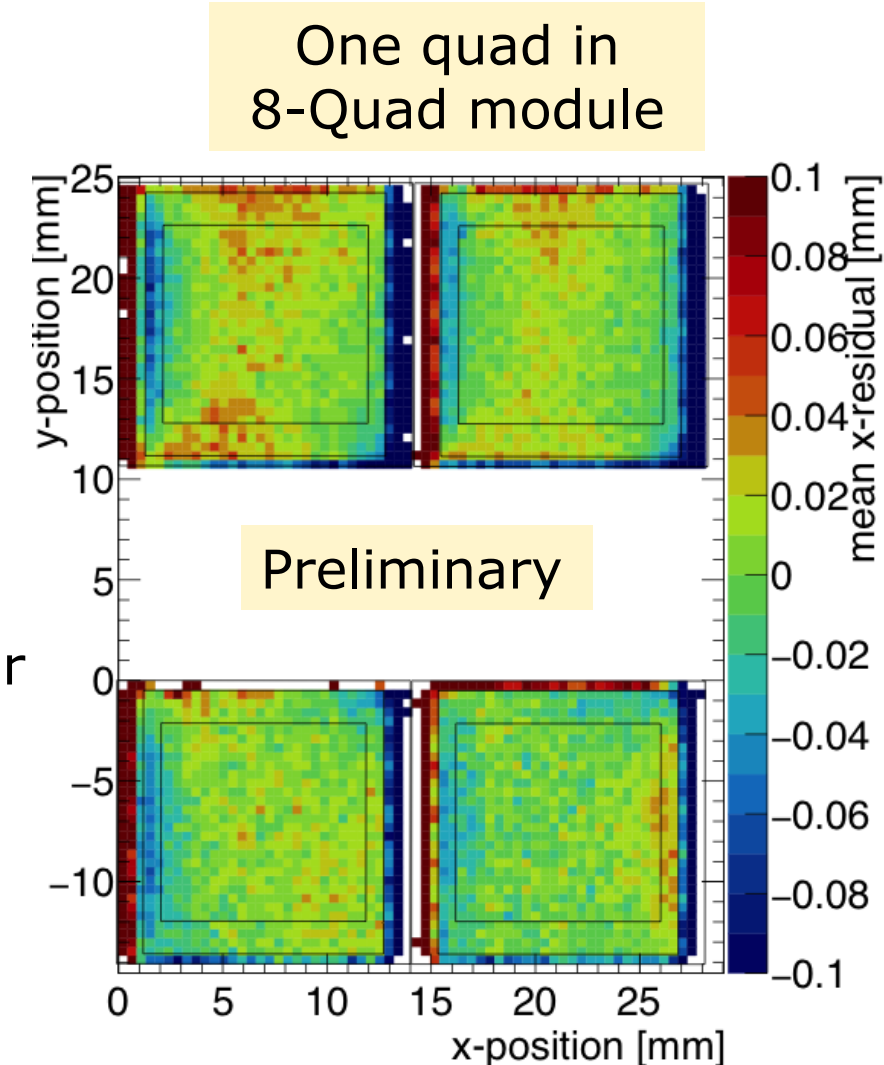 One quad in
8-Quad module
y-position [mm]
25
20
15
10
5
0
−5
−10
Preliminary
r
0 5 10 15 20 25
x-position [mm]
0.1
0.08
0.06
0.04
0.02
0
−0.02
−0.04
−0.06
−0.08
−0.1
mean x-residual [mm]